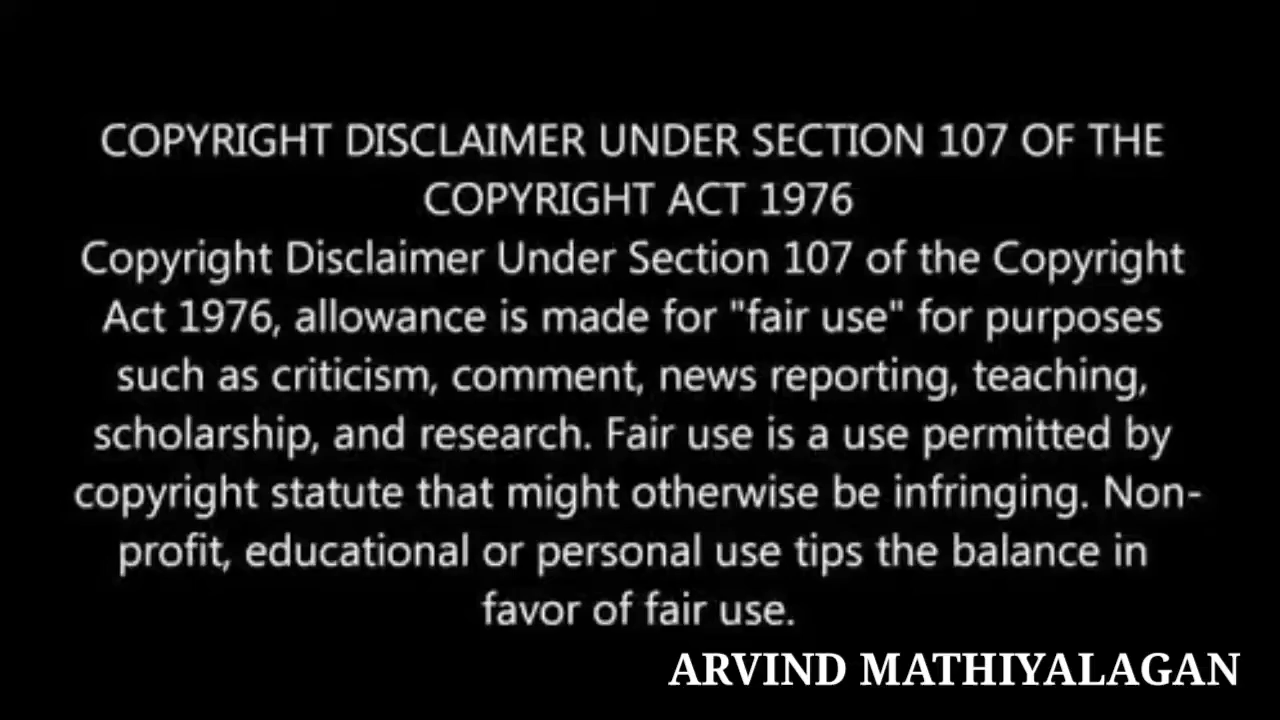 COPYRIGHT DISCLAIMER UNDER SECTION 107 OF THE
COPYRIGHT ACT 1976
Copyright Disclaimer Under Section 107 of the Copyright
Act 1976, allowance is made for "fair use" for purposes
such as criticism, comment, news reporting, teaching,
scholarship, and research. Fair use is a use permitted by
copyright statute that might otherwise be infringing. Non-
profit, educational or personal use tips the balance in
favor of fair use.
ARVIND MATHIYALAGAN